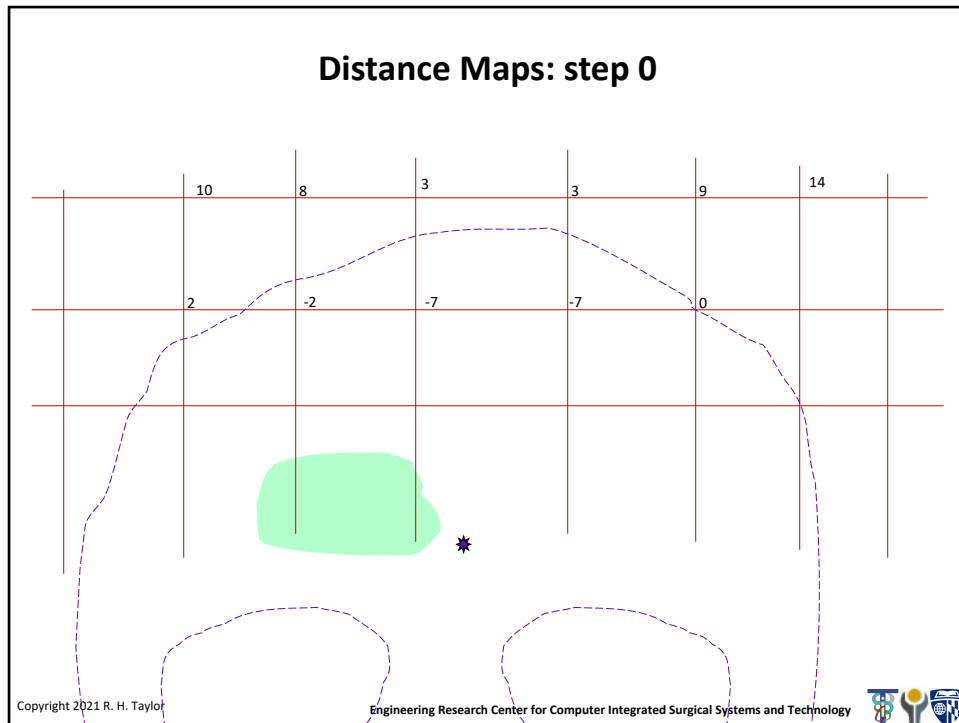 Distance Maps: step 0
10 8 3 3 9 14
2 -2 -7 -7 0
Copyright 2021 R. H. Taylor
Engineering Research Center for Computer Integrated Surgical Systems and Technology